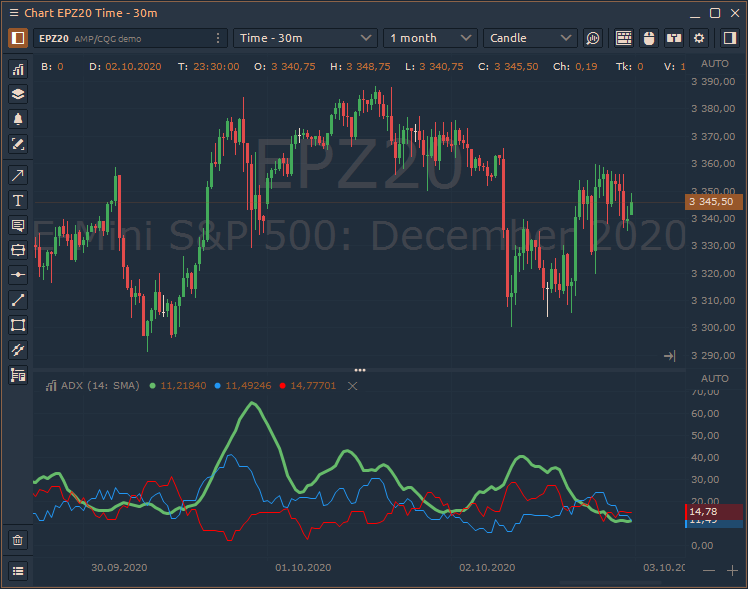 Chart EPZ20 Time - 30m
EPZ20 AMP/CQG demo
Time - 30m
1 month
Candle
B: 0 D: 02.10.2020 T: 23:30:00 O: 3 340,75 H: 3 348,75 L: 3 340,75 C: 3 345,50 Ch: 0,19 Tk: 0 V: 1
AUTO
3 390,00
3 380,00
3 370,00
3 360,00
3 350,00
3 345,50
3 340,00
3 330,00
3 320,00
3 310,00
3 300,00
3 290,00
EPZ20
E-Mini S&P 500: December 2020
ADX (14: SMA) 11,21840 11,49246 14,77701
AUTO
70,00
60,00
50,00
40,00
30,00
20,00
14,78
11,49
0,00
30.09.2020
01.10.2020
02.10.2020
03.10.20